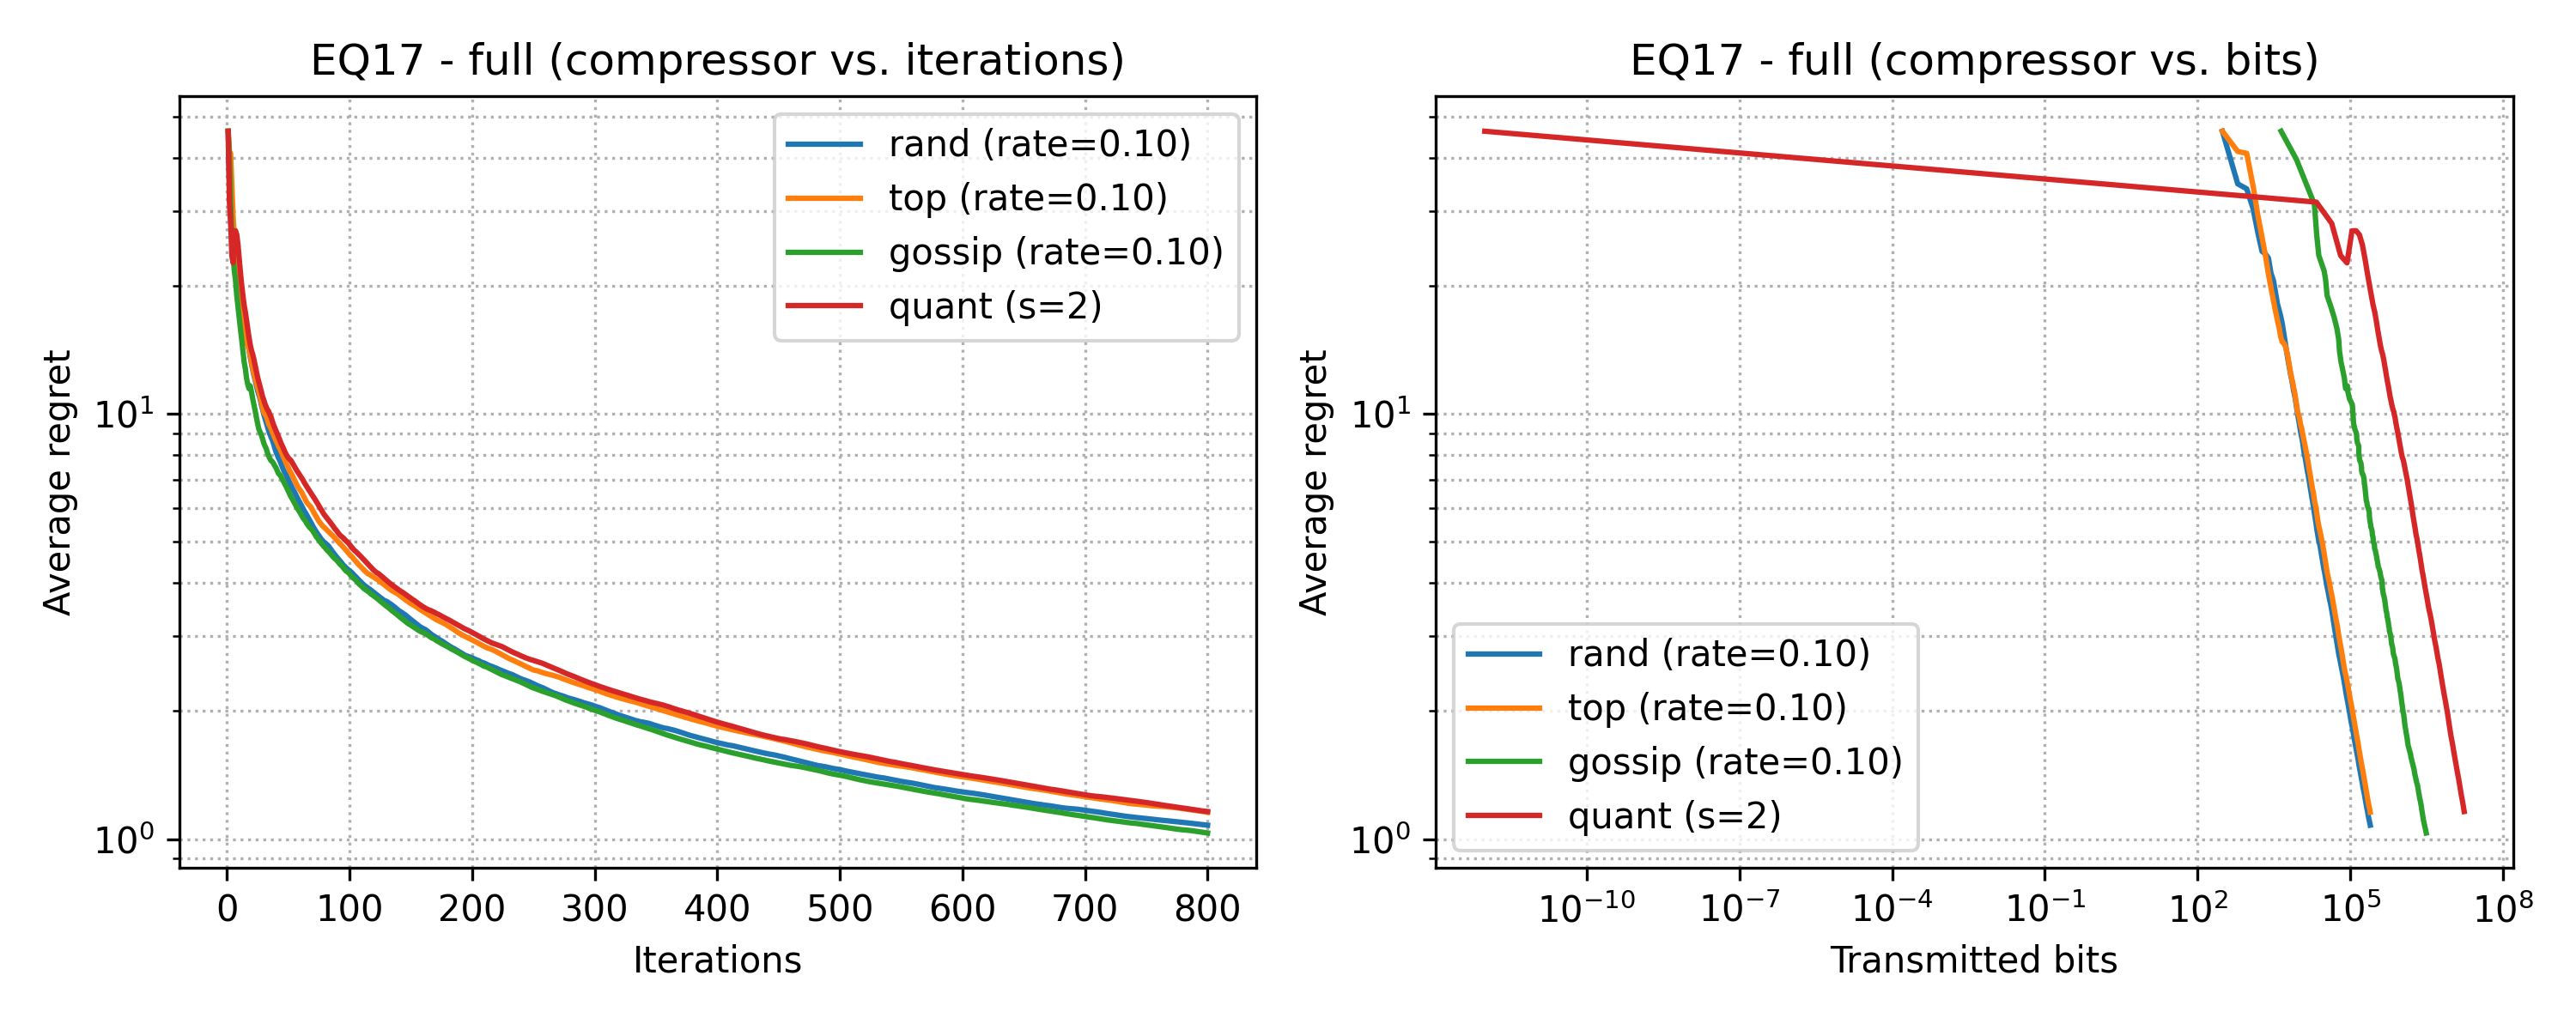 EQ17 - full (compressor vs. iterations)
Average regret
10¹
10⁰
0 100 200 300 400 500 600 700 800
Iterations
rand (rate=0.10)
top (rate=0.10)
gossip (rate=0.10)
quant (s=2)
EQ17 - full (compressor vs. bits)
Average regret
10¹
10⁰
10⁻¹⁰ 10⁻⁷ 10⁻⁴ 10⁻¹ 10² 10⁵ 10⁸
Transmitted bits
rand (rate=0.10)
top (rate=0.10)
gossip (rate=0.10)
quant (s=2)